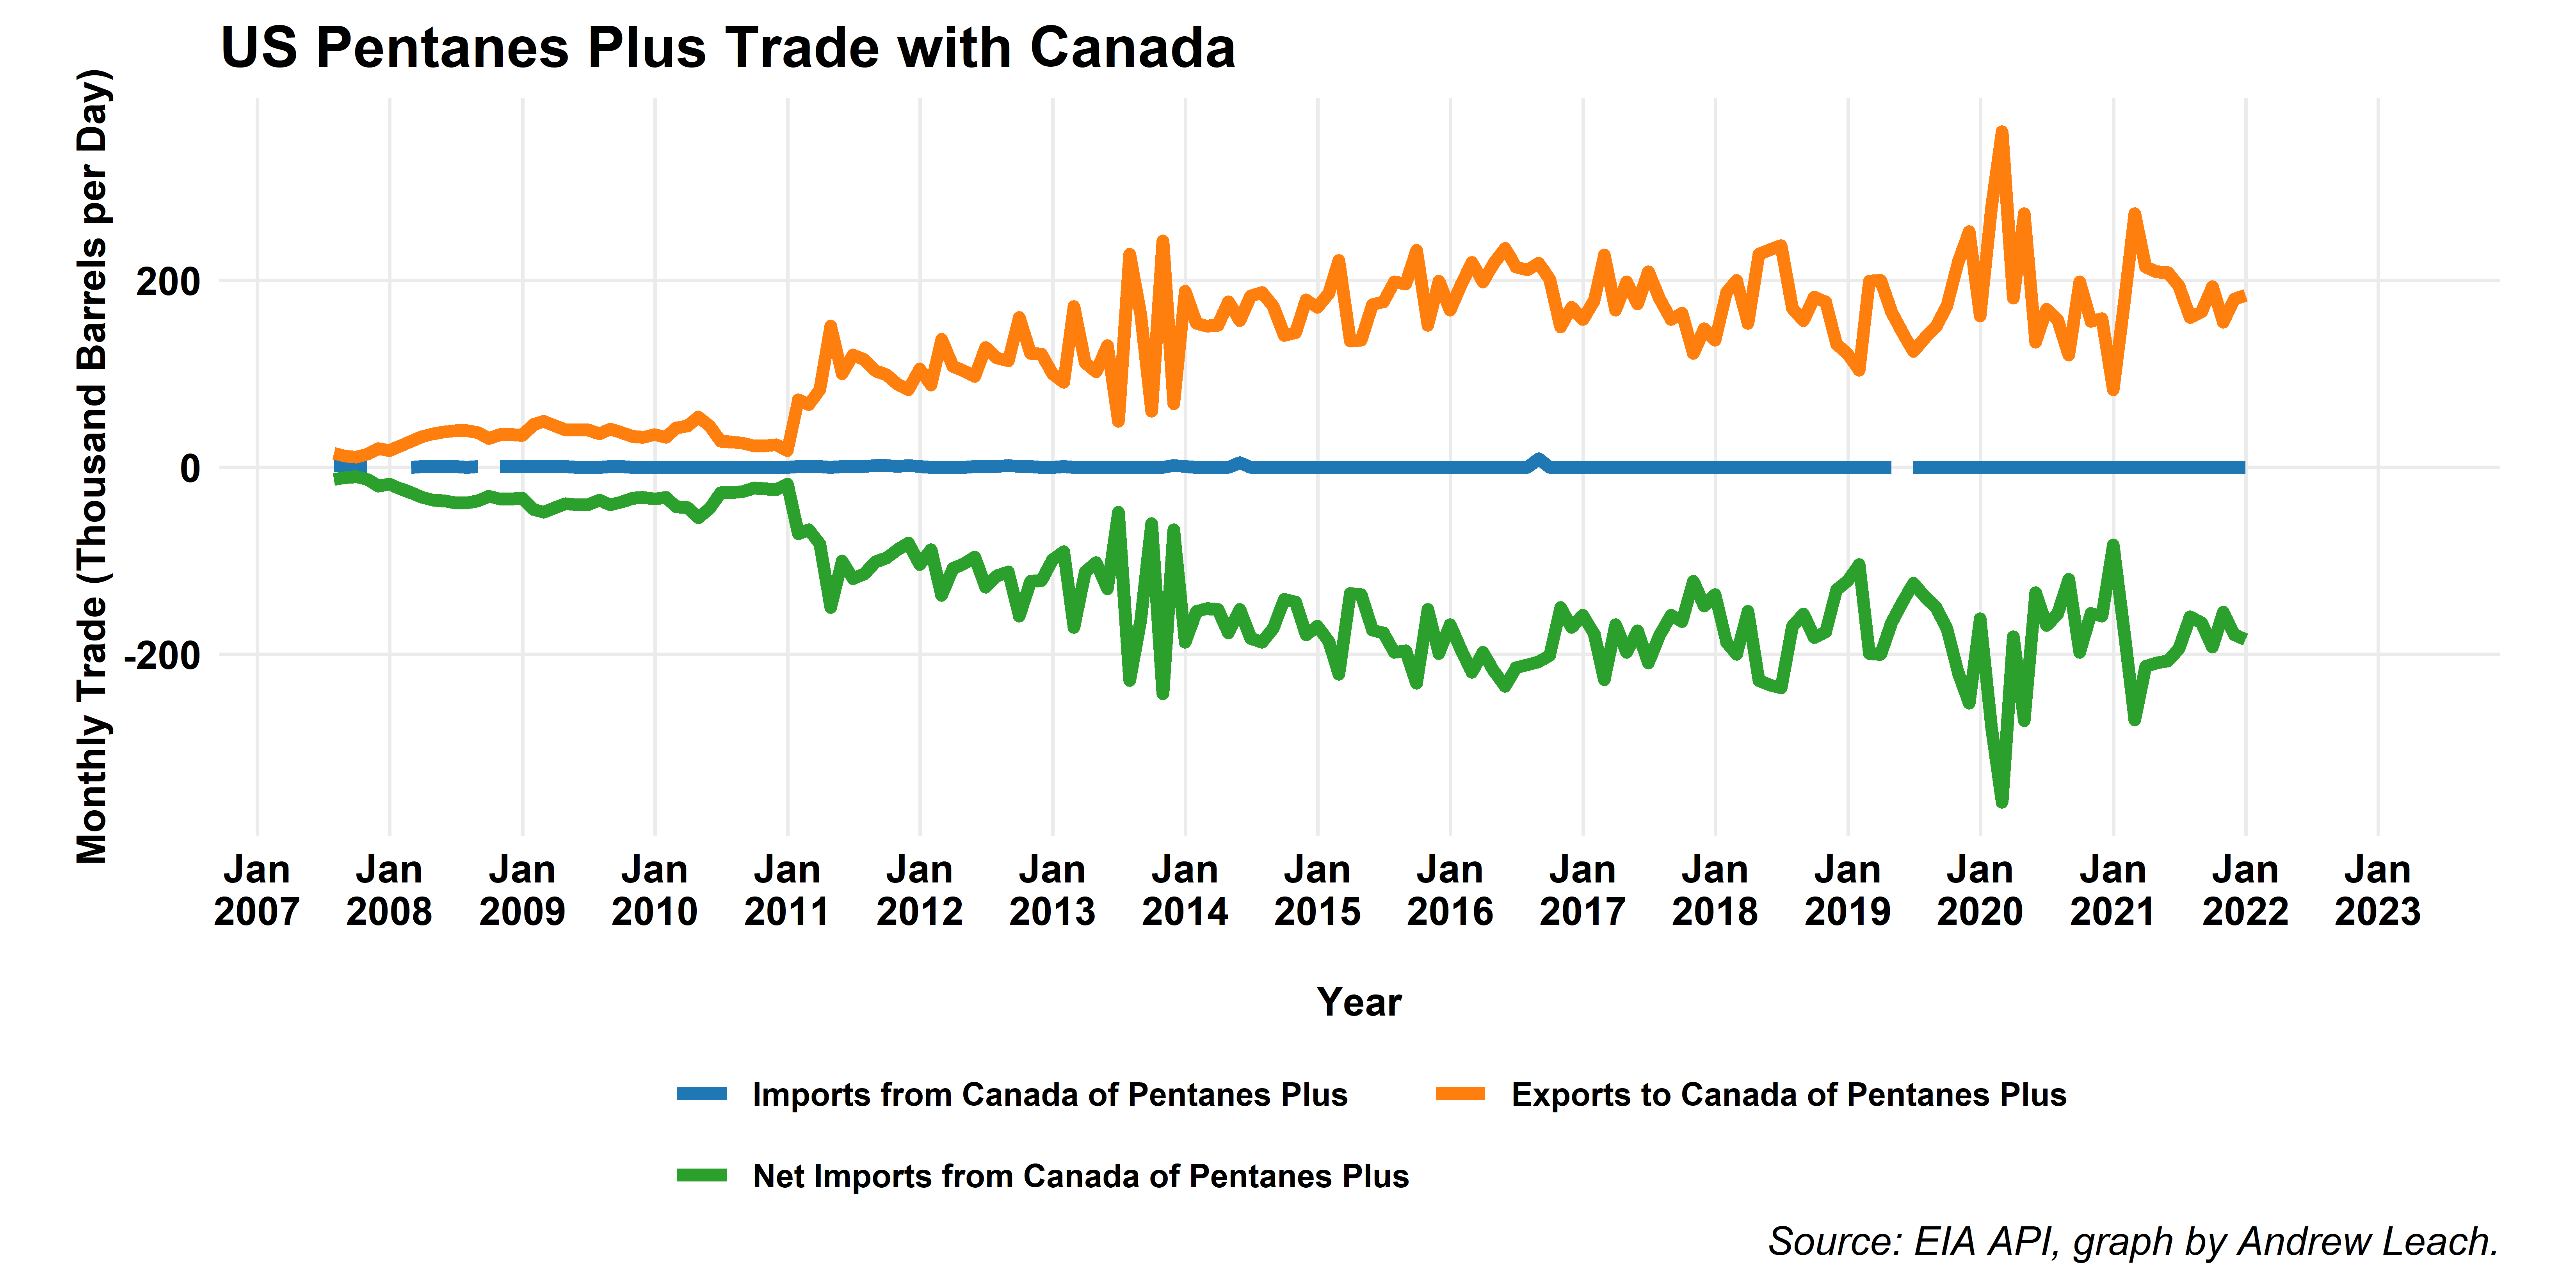 US Pentanes Plus Trade with Canada
Monthly Trade (Thousand Barrels per Day)
200
0
-200
Jan Jan Jan Jan Jan Jan Jan Jan Jan Jan Jan Jan Jan Jan Jan Jan Jan
2007 2008 2009 2010 2011 2012 2013 2014 2015 2016 2017 2018 2019 2020 2021 2022 2023
Year
Imports from Canada of Pentanes Plus Exports to Canada of Pentanes Plus
Net Imports from Canada of Pentanes Plus
Source: EIA API, graph by Andrew Leach.